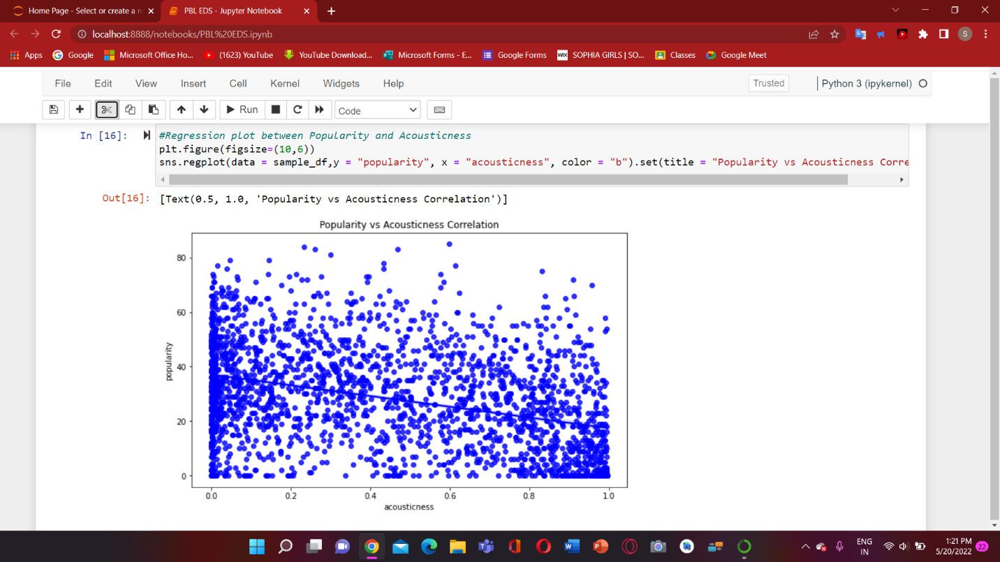 Home Page - Select or create a n
PBL EDS - Jupyter Notebook
localhost:8888/notebooks/PBL%20EDS.ipynb
S
Apps
Google
Microsoft Office Ho...
(1623) YouTube
YouTube Download...
Microsoft Forms - E...
Google Forms
WIX
SOPHIA GIRLS | SO...
Classes
Google Meet
File
Edit
View
Insert
Cell
Kernel
Widgets
Help
Trusted
Python 3 (ipykernel)
Run
Code
In [16]:
#Regression plot between Popularity and Acousticness
plt.figure(figsize=(10,6))
sns.regplot(data = sample_df,y = "popularity", x = "acousticness", color = "b").set(title = "Popularity vs Acousticness Corre
Out[16]:
[Text(0.5, 1.0, 'Popularity vs Acousticness Correlation')]
Popularity vs Acousticness Correlation
80
60
40
20
0
popularity
0.0
0.2
0.4
0.6
0.8
1.0
acousticness
ENG
IN
1:21 PM
5/20/2022
22